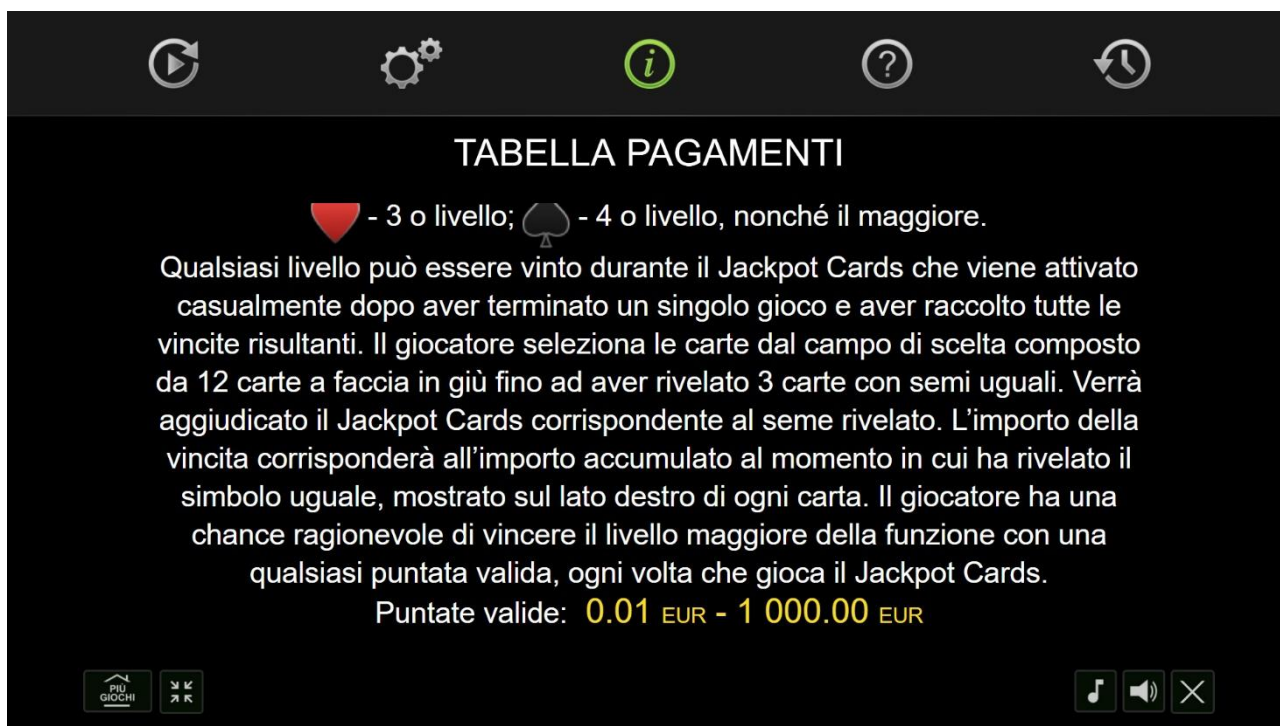 TABELLA PAGAMENTI
- 3 o livello; - 4 o livello, nonché il maggiore.
Qualsiasi livello può essere vinto durante il Jackpot Cards che viene attivato
casualmente dopo aver terminato un singolo gioco e aver raccolto tutte le
vincite risultanti. Il giocatore seleziona le carte dal campo di scelta composto
da 12 carte a faccia in giù fino ad aver rivelato 3 carte con semi uguali. Verrà
aggiudicato il Jackpot Cards corrispondente al seme rivelato. L’importo della
vincita corrisponderà all’importo accumulato al momento in cui ha rivelato il
simbolo uguale, mostrato sul lato destro di ogni carta. Il giocatore ha una
chance ragionevole di vincere il livello maggiore della funzione con una
qualsiasi puntata valida, ogni volta che gioca il Jackpot Cards.
Puntate valide: 0.01 EUR - 1 000.00 EUR
PIÙ
GIOCHI